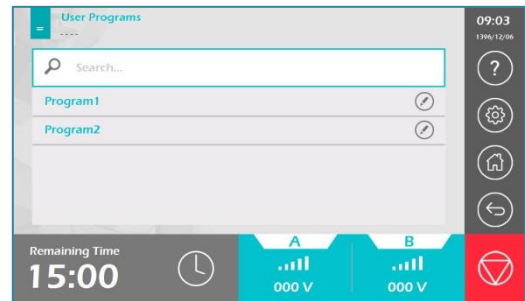 User Programs
----
09:03
1396/12/06
Search...
?
Program1
Program2
Remaining Time
15:00
A
000 V
B
000 V